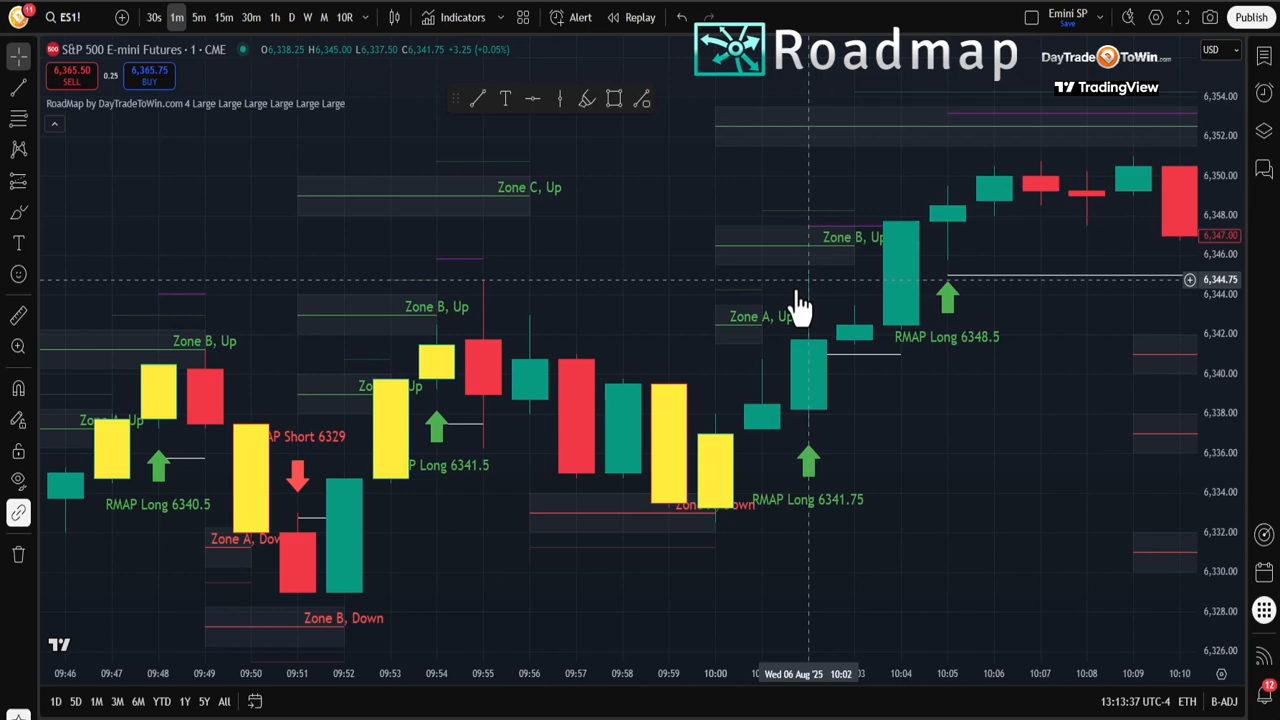 11
ES1!
30s 1m 5m 15m 30m 1h D W M 10R
Indicators
Alert
Replay
Emini SP
Save
Publish
500 S&P 500 E-mini Futures · 1 · CME O6,338.25 H6,345.00 L6,337.50 C6,341.75 +3.25 (+0.05%)
Roadmap
DayTradeToWin.com
TradingView
USD
6,365.50
SELL
0.25
6,365.75
BUY
RoadMap by DayTradeToWin.com 4 Large Large Large Large Large Large
6,354.00
6,352.00
6,350.00
6,348.00
6,347.00
6,346.00
6,344.75
6,344.00
6,342.00
6,340.00
6,338.00
6,336.00
6,334.00
6,332.00
6,330.00
6,328.00
6,326.00
Zone C, Up
Zone B, Up
Zone B, Up
Zone A, Up
Zone B, Up
RMAP Long 6348.5
Up
A, Up
AP Short 6329
P Long 6341.5
RMAP Long 6340.5
RMAP Long 6341.75
Down
Zone A, Dow
Zone B, Down
09:46 09:47 09:48 09:49 09:50 09:51 09:52 09:53 09:54 09:55 09:56 09:57 09:58 09:59 10:00 Wed 06 Aug '25 10:02 :03 10:04 10:05 10:06 10:07 10:08 10:09 10:10
1D 5D 1M 3M 6M YTD 1Y 5Y All
13:13:37 UTC-4 ETH B-ADJ
12